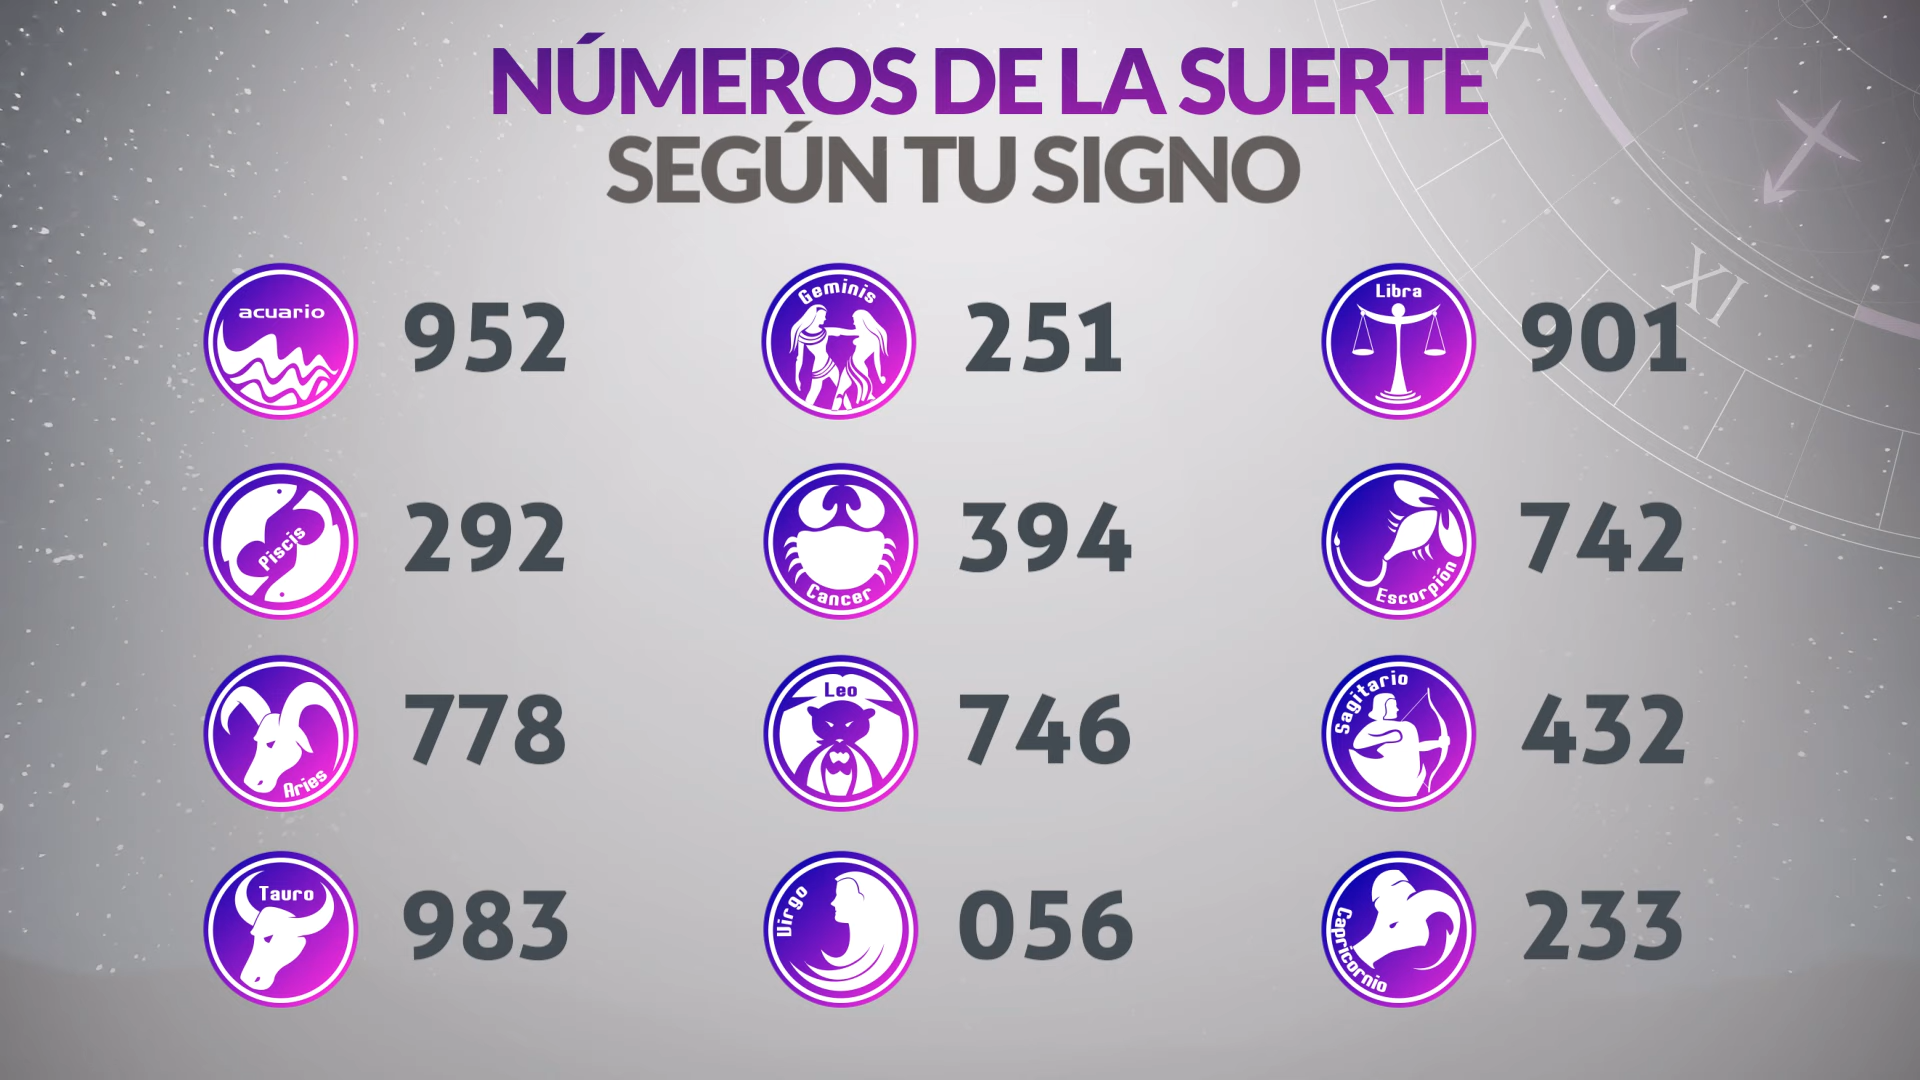 NÚMEROS DE LA SUERTE
SEGÚN TU SIGNO
X
XI
acuario 952
Geminis 251
Libra 901
Piscis 292
Cancer 394
Escorpión 742
Aries 778
Leo 746
Sagitario 432
Tauro 983
Virgo 056
Capricornio 233